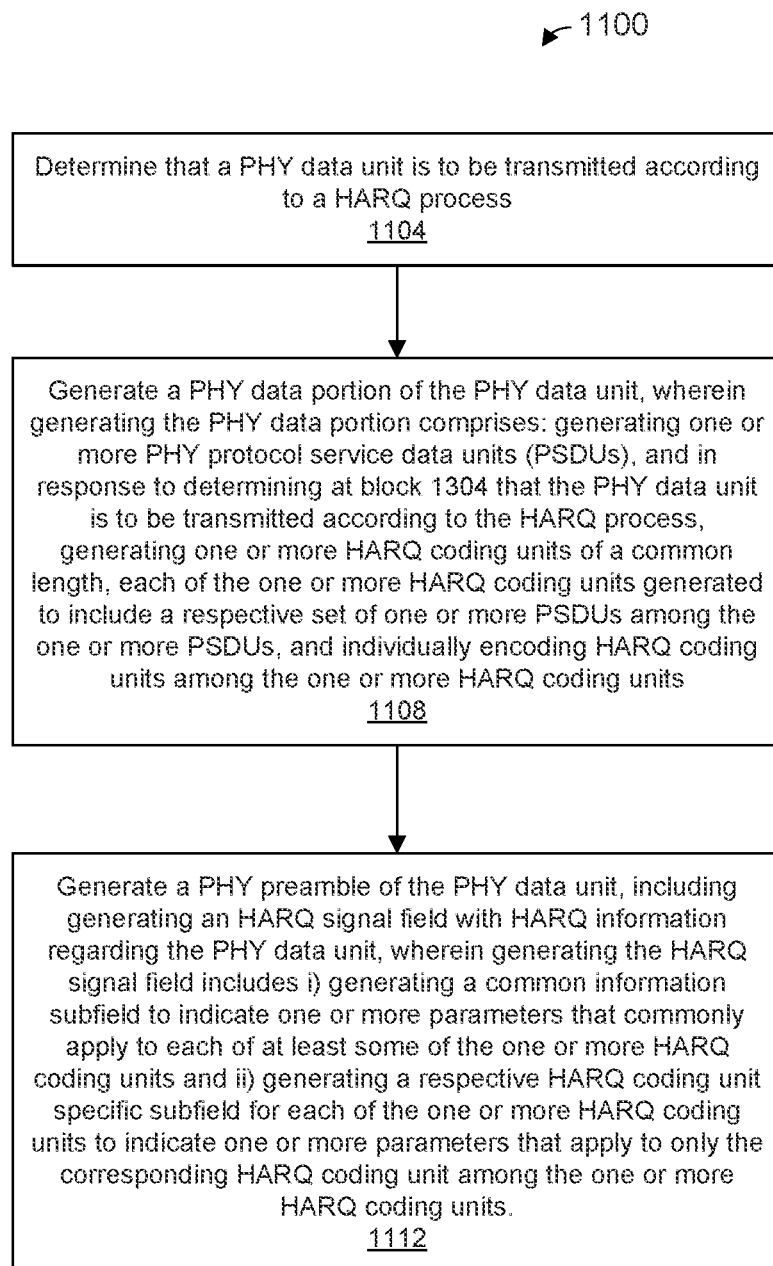 1100
Determine that a PHY data unit is to be transmitted according
to a HARQ process
1104
Generate a PHY data portion of the PHY data unit, wherein
generating the PHY data portion comprises: generating one or
more PHY protocol service data units (PSDUs), and in
response to determining at block 1304 that the PHY data unit
is to be transmitted according to the HARQ process,
generating one or more HARQ coding units of a common
length, each of the one or more HARQ coding units generated
to include a respective set of one or more PSDUs among the
one or more PSDUs, and individually encoding HARQ coding
units among the one or more HARQ coding units
1108
Generate a PHY preamble of the PHY data unit, including
generating an HARQ signal field with HARQ information
regarding the PHY data unit, wherein generating the HARQ
signal field includes i) generating a common information
subfield to indicate one or more parameters that commonly
apply to each of at least some of the one or more HARQ
coding units and ii) generating a respective HARQ coding unit
specific subfield for each of the one or more HARQ coding
units to indicate one or more parameters that apply to only the
corresponding HARQ coding unit among the one or more
HARQ coding units.
1112